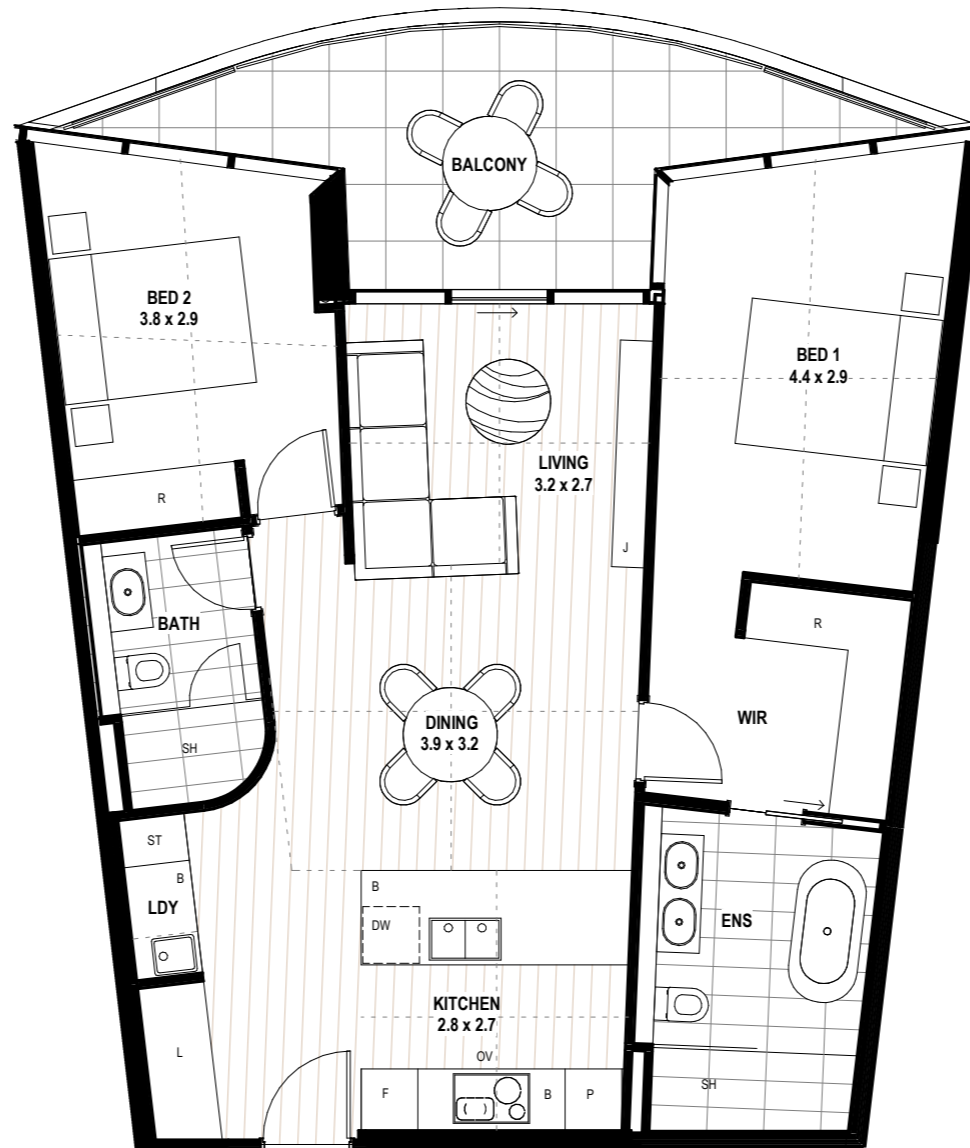 BALCONY
BED 2
3.8 x 2.9
BED 1
4.4 x 2.9
LIVING
3.2 x 2.7
R
J
BATH
R
WIR
DINING
3.9 x 3.2
SH
ST
B
LDY
B
DW
ENS
KITCHEN
2.8 x 2.7
L
OV
F
B
P
SH